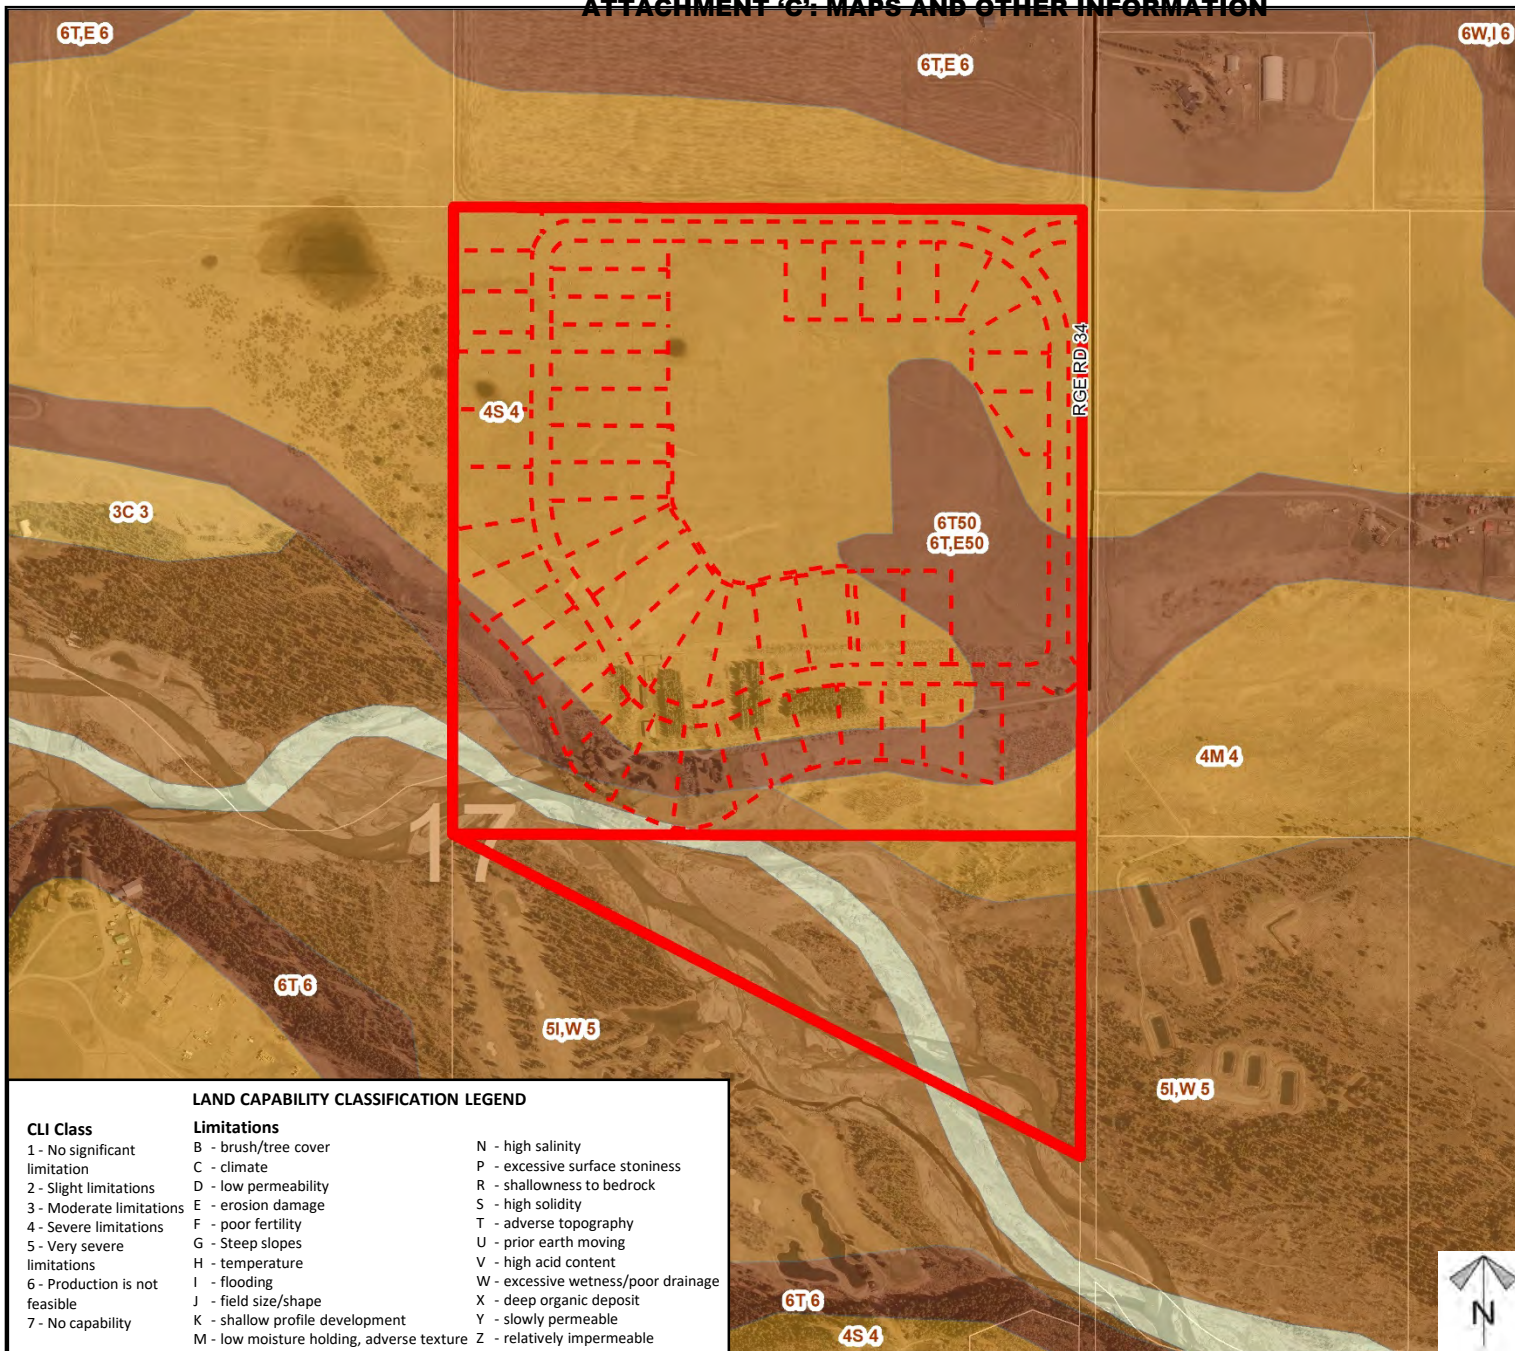 ATTACHMENT ‘C’: MAPS AND OTHER INFORMATION
6T,E 6
6T,E 6
6W,I 6
RGE RD 34
4S 4
3C 3
6T50
6T,E50
4M 4
17
6T 6
5I,W 5
5I,W 5
6T 6
4S 4
N
LAND CAPABILITY CLASSIFICATION LEGEND
CLI Class
1 - No significant
limitation
2 - Slight limitations
3 - Moderate limitations
4 - Severe limitations
5 - Very severe
limitations
6 - Production is not
feasible
7 - No capability
Limitations
B - brush/tree cover
C - climate
D - low permeability
E - erosion damage
F - poor fertility
G - Steep slopes
H - temperature
I - flooding
J - field size/shape
K - shallow profile development
M - low moisture holding, adverse texture
N - high salinity
P - excessive surface stoniness
R - shallowness to bedrock
S - high solidity
T - adverse topography
U - prior earth moving
V - high acid content
W - excessive wetness/poor drainage
X - deep organic deposit
Y - slowly permeable
Z - relatively impermeable